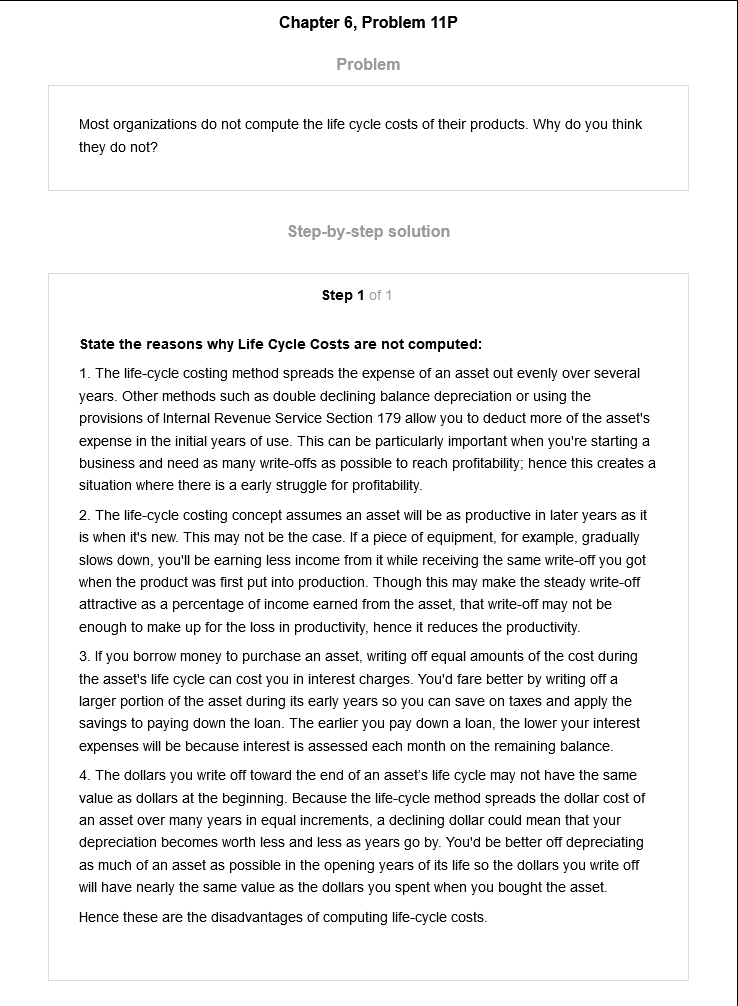 Chapter 6, Problem 11P
Problem
Most organizations do not compute the life cycle costs of their products. Why do you think
they do not?
Step-by-step solution
Step 1 of 1
State the reasons why Life Cycle Costs are not computed:
1. The life-cycle costing method spreads the expense of an asset out evenly over several
years. Other methods such as double declining balance depreciation or using the
provisions of Internal Revenue Service Section 179 allow you to deduct more of the asset's
expense in the initial years of use. This can be particularly important when you're starting a
business and need as many write-offs as possible to reach profitability; hence this creates a
situation where there is a early struggle for profitability.
2. The life-cycle costing concept assumes an asset will be as productive in later years as it
is when it's new. This may not be the case. If a piece of equipment, for example, gradually
slows down, you'll be earning less income from it while receiving the same write-off you got
when the product was first put into production. Though this may make the steady write-off
attractive as a percentage of income earned from the asset, that write-off may not be
enough to make up for the loss in productivity, hence it reduces the productivity.
3. If you borrow money to purchase an asset, writing off equal amounts of the cost during
the asset's life cycle can cost you in interest charges. You'd fare better by writing off a
larger portion of the asset during its early years so you can save on taxes and apply the
savings to paying down the loan. The earlier you pay down a loan, the lower your interest
expenses will be because interest is assessed each month on the remaining balance.
4. The dollars you write off toward the end of an asset's life cycle may not have the same
value as dollars at the beginning. Because the life-cycle method spreads the dollar cost of
an asset over many years in equal increments, a declining dollar could mean that your
depreciation becomes worth less and less as years go by. You'd be better off depreciating
as much of an asset as possible in the opening years of its life so the dollars you write off
will have nearly the same value as the dollars you spent when you bought the asset.
Hence these are the disadvantages of computing life-cycle costs.